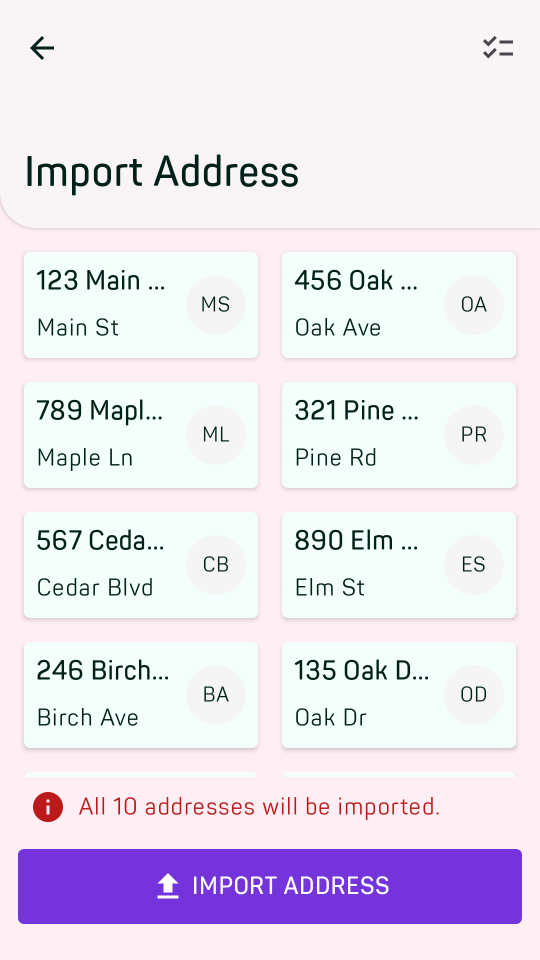 Import Address
123 Main ...
Main St
MS
456 Oak ...
Oak Ave
OA
789 Mapl...
Maple Ln
ML
321 Pine ...
Pine Rd
PR
567 Ceda...
Cedar Blvd
CB
890 Elm ...
Elm St
ES
246 Birch...
Birch Ave
BA
135 Oak D...
Oak Dr
OD
All 10 addresses will be imported.
IMPORT ADDRESS